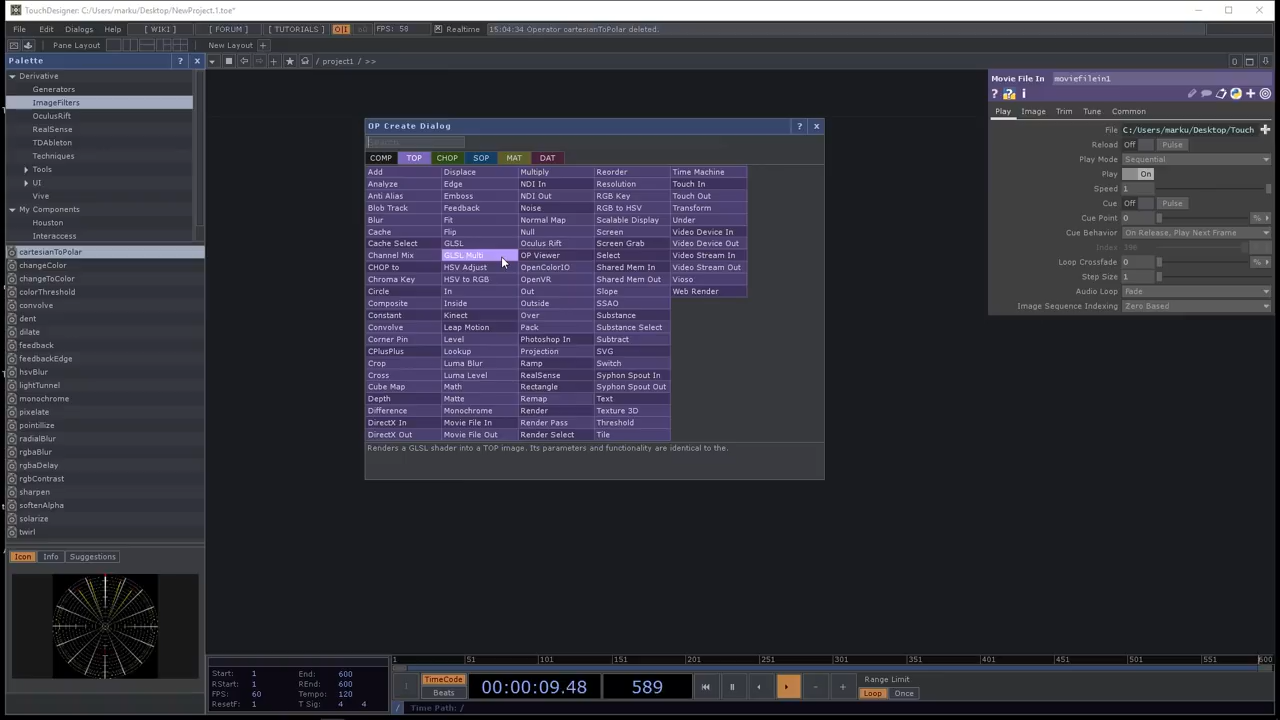 TouchDesigner: C:/Users/marku/Desktop/NewProject.1.toe*
File Edit Dialogs Help [ WIKI ] [ FORUM ] [ TUTORIALS ] O|I FPS: 58 Realtime 15:04:34 Operator cartesianToPolar deleted.
Pane Layout New Layout +
Palette ? x / project1 / >> 0
Derivative
Generators
ImageFilters
OculusRift
RealSense
TDAbleton
Techniques
Tools
UI
Vive
My Components
Houston
Interference
cartesianToPolar
changeColor
changeToColor
colorThreshold
convolve
dent
dilate
feedback
feedbackEdge
hsvBlur
lightTunnel
monochrome
pixelate
pointilize
radialBlur
rgbaBlur
rgbaDelay
rgbContrast
sharpen
softenAlpha
solarize
twirl
Icon Info Suggestions
OP Create Dialog ? x
COMP TOP CHOP SOP MAT DAT
Add Displace Multiply Reorder Time Machine
Analyze Edge NDI In Resolution Touch In
Anti Alias Emboss NDI Out RGB Key Touch Out
Blob Track Feedback Noise RGB to HSV Transform
Blur Fit Normal Map Scalable Display Under
Cache Flip Null Screen Video Device In
Cache Select GLSL Oculus Rift Screen Grab Video Device Out
Channel Mix GLSL Multi OP Viewer Select Video Stream In
CHOP to HSV Adjust OpenColorIO Shared Mem In Video Stream Out
Chroma Key HSV to RGB OpenVR Shared Mem Out Vioso
Circle In Out Slope Web Render
Composite Inside Outside SSAO
Constant Kinect Over Substance
Convolve Leap Motion Pack Substance Select
Corner Pin Level Photoshop In Subtract
CPlusPlus Lookup Projection SVG
Crop Luma Blur Ramp Switch
Cross Luma Level RealSense Syphon Spout In
Cube Map Math Rectangle Syphon Spout Out
Depth Matte Remap Text
Difference Monochrome Render Texture 3D
DirectX In Movie File In Render Pass Threshold
DirectX Out Movie File Out Render Select Tile
Renders a GLSL shader into a TOP image. Its parameters and functionality are identical to the.
Movie File In moviefilein1
? ? i
Play Image Trim Tune Common
File C:/Users/marku/Desktop/Touch
Reload Off Pulse
Play Mode Sequential
Play On
Speed 1
Cue Off Pulse
Cue Point 0 %
Cue Behavior On Release, Play Next Frame
Index 396
Loop Crossfade 0 %
Step Size 1
Audio Loop Fade
Image Sequence Indexing Zero Based
1 51 101 151 201 251 301 351 401 451 501 551 600
Start: 1 End: 600
RStart: 1 REnd: 600
FPS: 60 Tempo: 120
ResetF: 1 T Sig: 4 4
TimeCode
Beats
00:00:09.48 589
Range Limit
Loop Once
/ Time Path: /